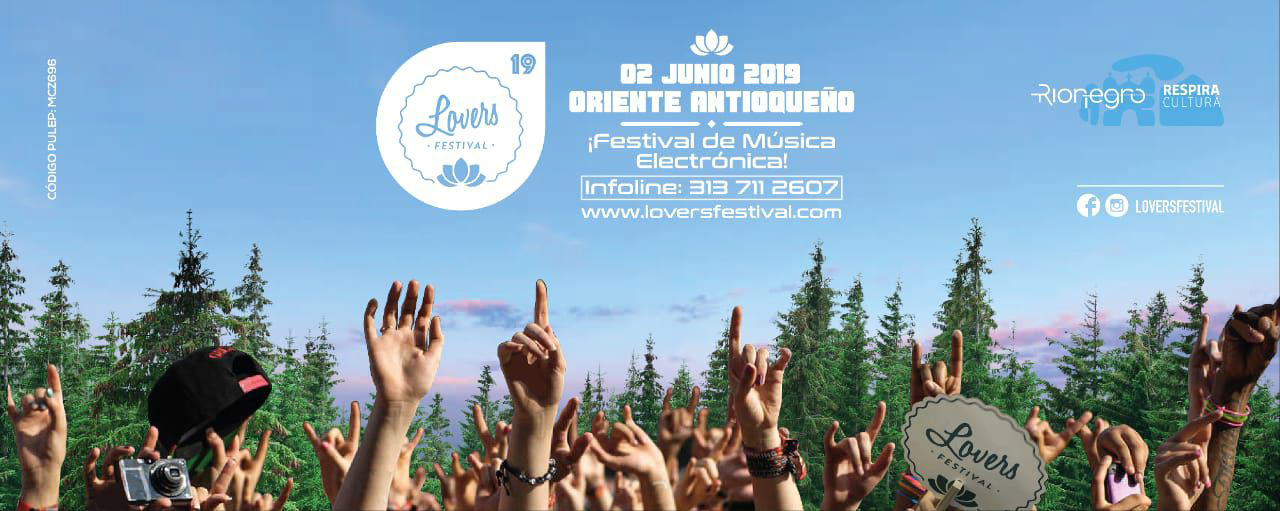 CÓDIGO PULEP: MCZ696
19
Lovers
· FESTIVAL ·
02 JUNIO 2019
ORIENTE ANTIOQUEÑO
¡Festival de Música
Electrónica!
Infoline: 313 711 2607
www.loversfestival.com
Rionegro
RESPIRA
CULTURA
LOVERSFESTIVAL
Lovers
· FESTIVAL ·